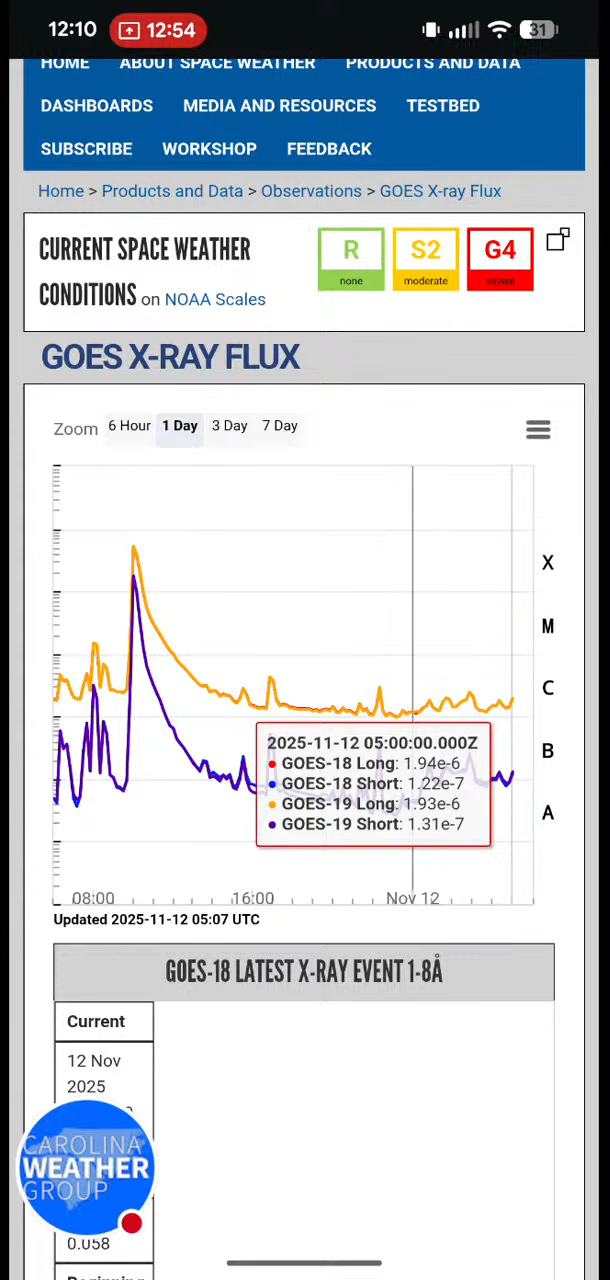 12:10 12:54 31
HOME ABOUT SPACE WEATHER PRODUCTS AND DATA
DASHBOARDS MEDIA AND RESOURCES TESTBED
SUBSCRIBE WORKSHOP FEEDBACK
Home > Products and Data > Observations > GOES X-ray Flux
CURRENT SPACE WEATHER
CONDITIONS on NOAA Scales
R S2 G4
none moderate severe
GOES X-RAY FLUX
Zoom 6 Hour 1 Day 3 Day 7 Day
X
M
C
B
A
2025-11-12 05:00:00.000Z
GOES-18 Long: 1.94e-6
GOES-18 Short: 1.22e-7
GOES-19 Long: 1.93e-6
GOES-19 Short: 1.31e-7
08:00 16:00 Nov 12
Updated 2025-11-12 05:07 UTC
GOES-18 LATEST X-RAY EVENT 1-8Å
Current
12 Nov
2025
CAROLINA
WEATHER
GROUP
0.058
Beginning